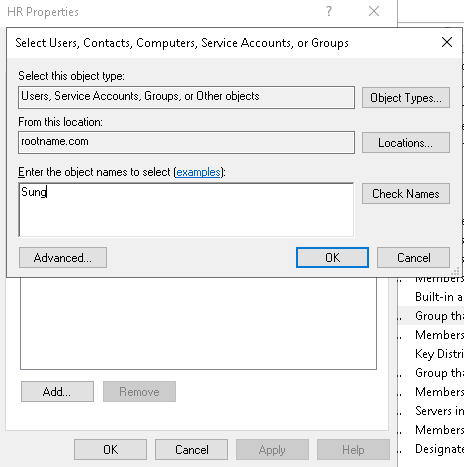 HR Properties
?
Select Users, Contacts, Computers, Service Accounts, or Groups
Select this object type:
Users, Service Accounts, Groups, or Other objects
Object Types...
From this location:
rootname.com
Locations...
Enter the object names to select (examples):
Sung
Check Names
Advanced...
OK
Cancel
Members
Built-in a
Group tha
Members
Key Distri
Group tha
Members
Servers in
Members
Designate
Add...
Remove
OK
Cancel
Apply
Help